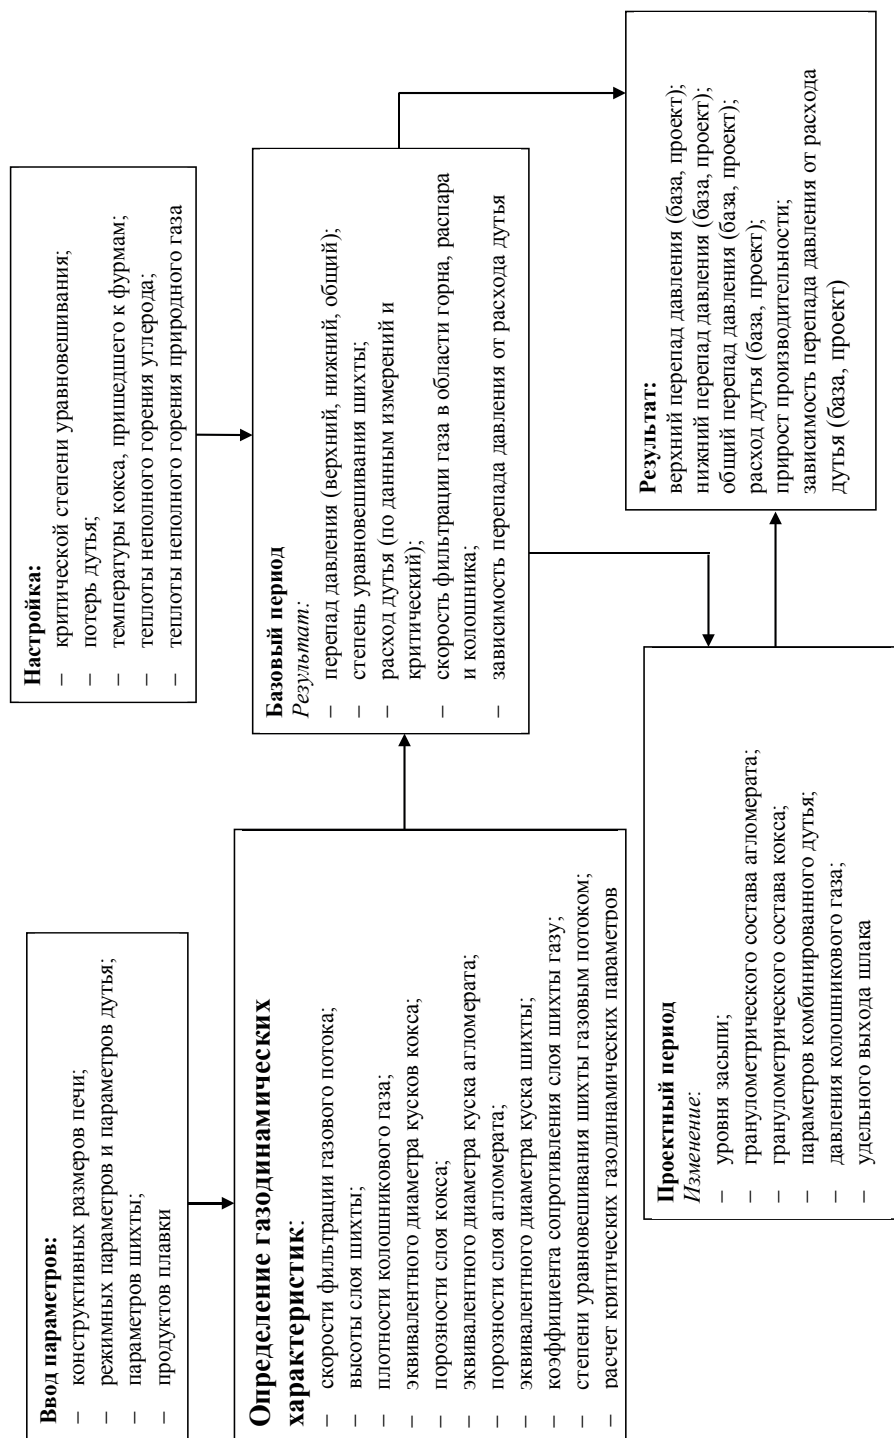 Ввод параметров:
– конструктивных размеров печи;
– режимных параметров и параметров дутья;
– параметров шихты;
– продуктов плавки
Настройка:
– критической степени уравновешивания;
– потерь дутья;
– температуры кокса, пришедшего к фурмам;
– теплоты неполного горения углерода;
– теплоты неполного горения природного газа
Определение газодинамических
характеристик:
– скорости фильтрации газового потока;
– высоты слоя шихты;
– плотности колошникового газа;
– эквивалентного диаметра кусков кокса;
– порозности слоя кокса;
– эквивалентного диаметра куска агломерата;
– порозности слоя агломерата;
– эквивалентного диаметра куска шихты;
– коэффициента сопротивления слоя шихты газу;
– степени уравновешивания шихты газовым потоком;
– расчет критических газодинамических параметров
Базовый период
Результат:
– перепад давления (верхний, нижний, общий);
– степень уравновешивания шихты;
– расход дутья (по данным измерений и
критический);
– скорость фильтрации газа в области горна, распара
и колошника;
– зависимость перепада давления от расхода дутья
Проектный период
Изменение:
– уровня засыпи;
– гранулометрического состава агломерата;
– гранулометрического состава кокса;
– параметров комбинированного дутья;
– давления колошникового газа;
– удельного выхода шлака
Результат:
верхний перепад давления (база, проект);
нижний перепад давления (база, проект);
общий перепад давления (база, проект);
расход дутья (база, проект);
прирост производительности;
зависимость перепада давления от расхода
дутья (база, проект)